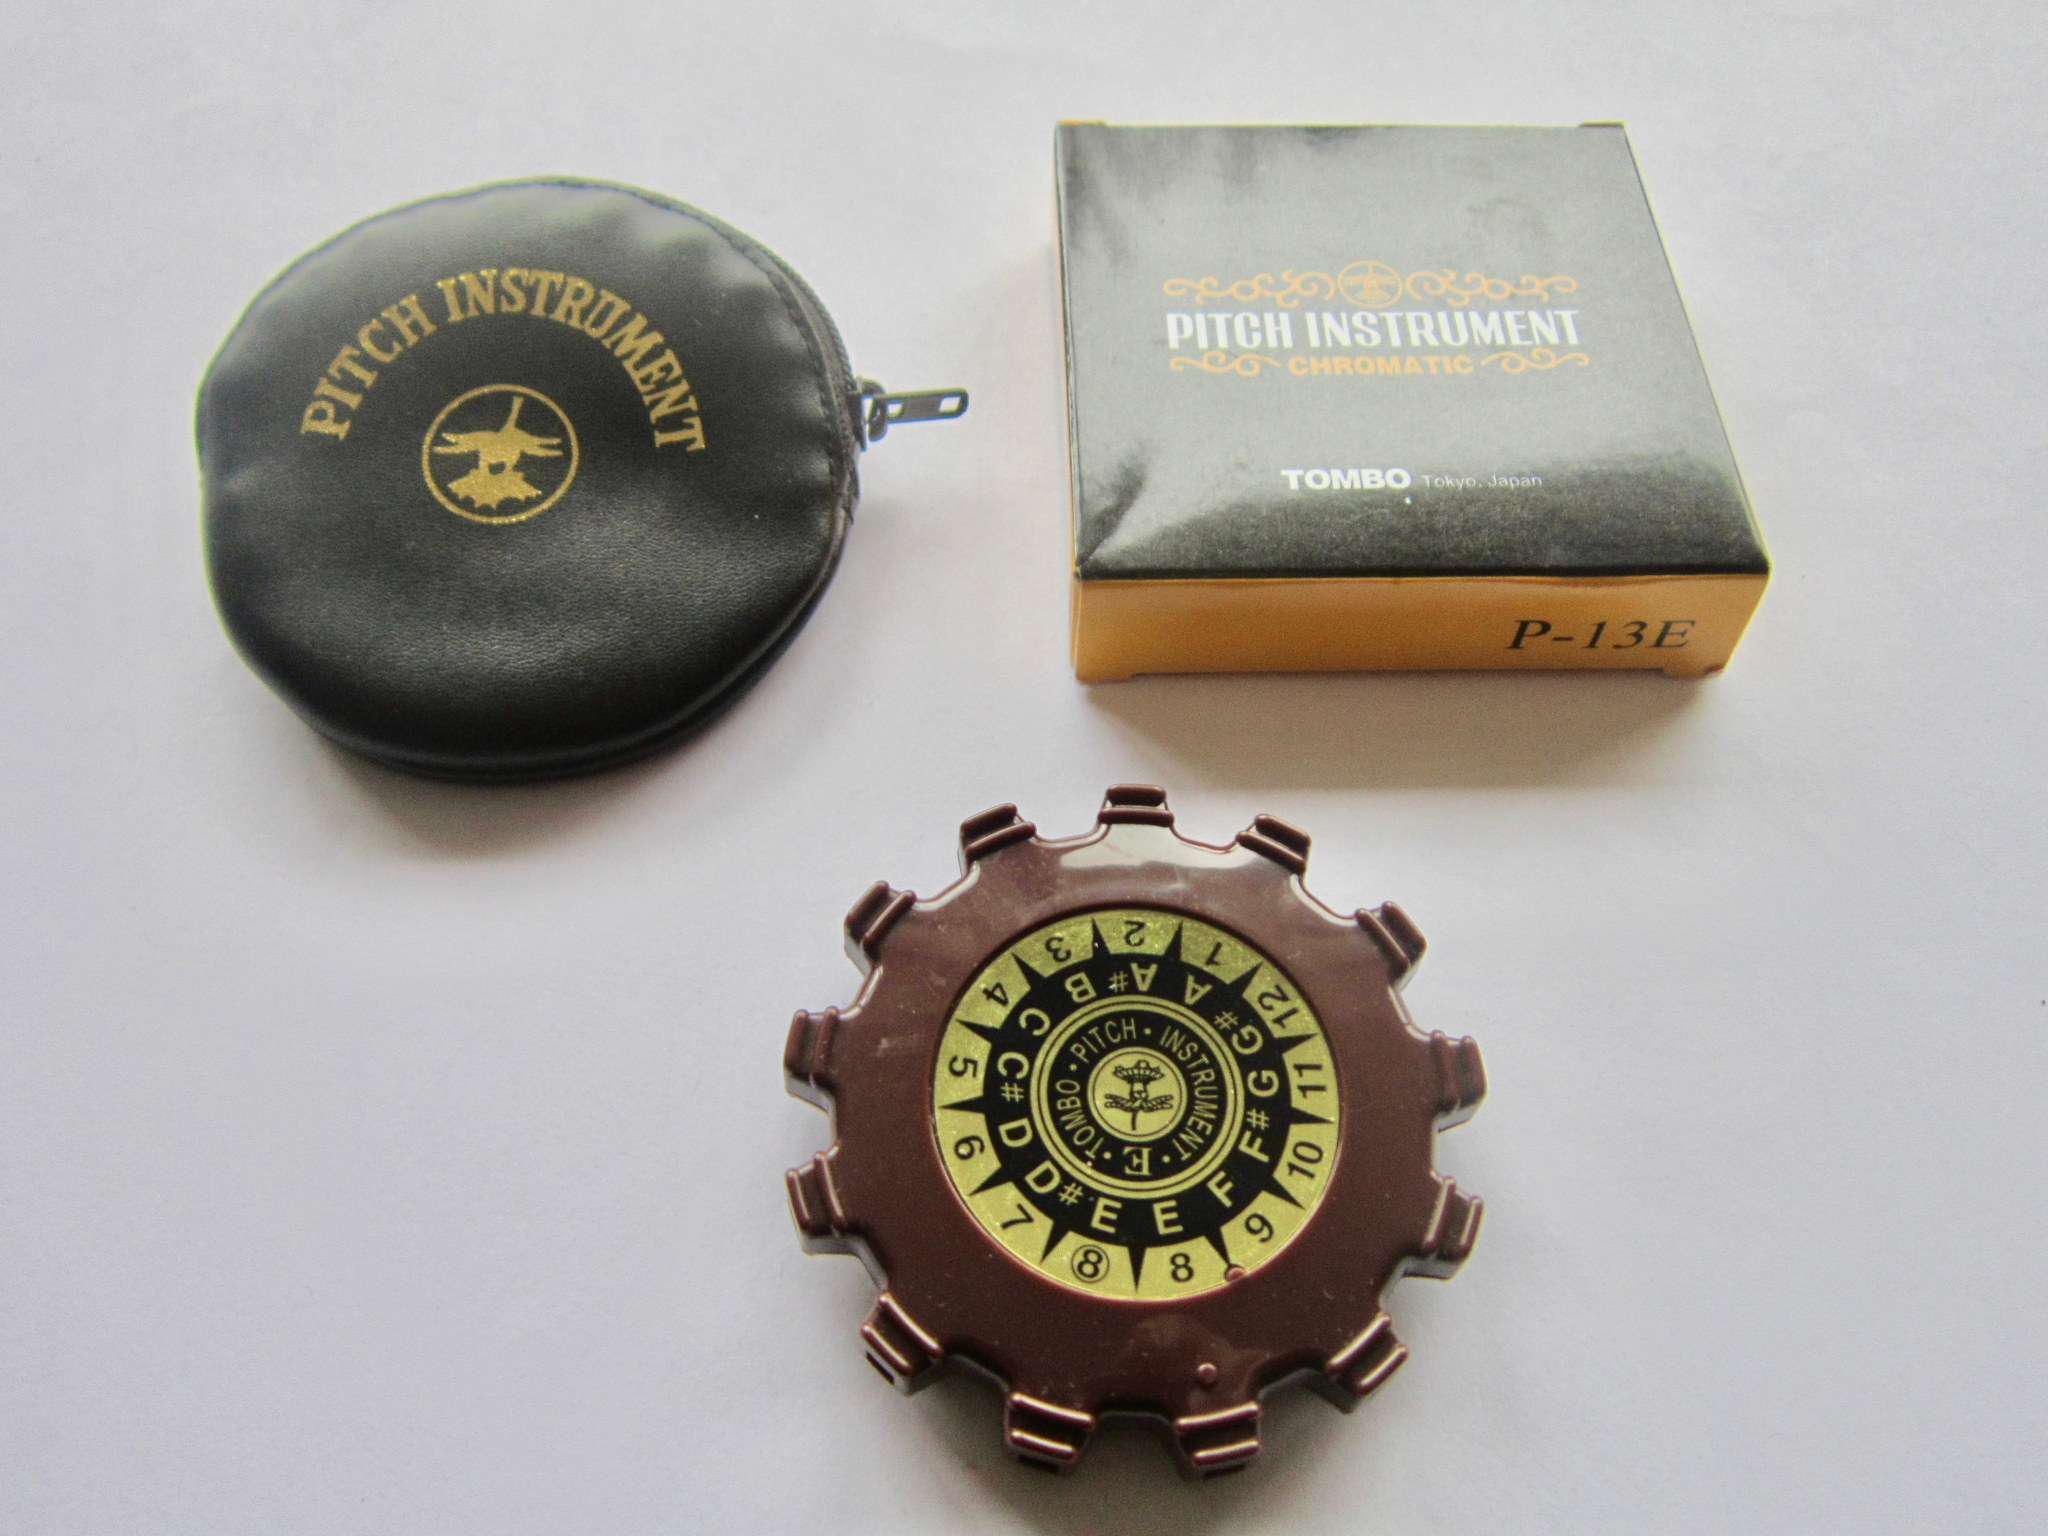 PITCH INSTRUMENT
PITCH INSTRUMENT
CHROMATIC
TOMBO Tokyo, Japan
P-13E
1 2 3 4 5 6 7 8 8 9 10 11 12
A A# B C C# D D# E E F F# G G#
TOMBO · PITCH · INSTRUMENT · E ·